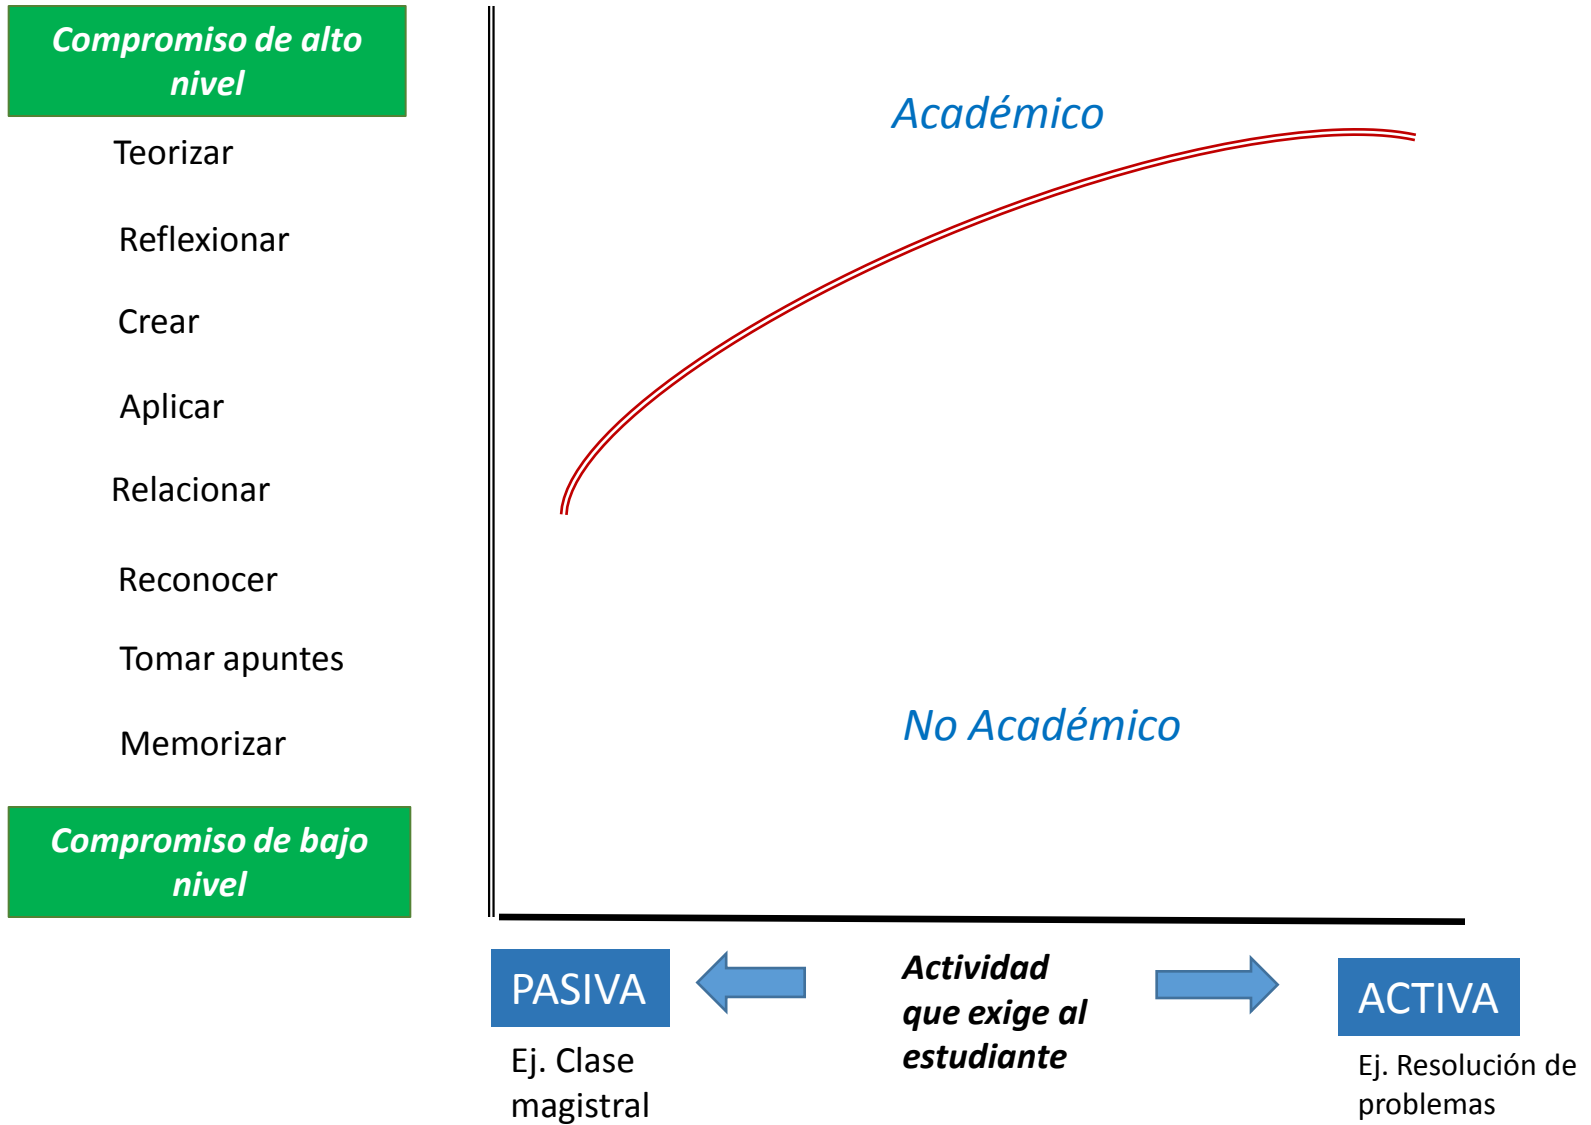 Compromiso de alto
nivel
Teorizar
Reflexionar
Crear
Aplicar
Relacionar
Reconocer
Tomar apuntes
Memorizar
Compromiso de bajo
nivel
Académico
No Académico
PASIVA
Ej. Clase
magistral
Actividad
que exige al
estudiante
ACTIVA
Ej. Resolución de
problemas